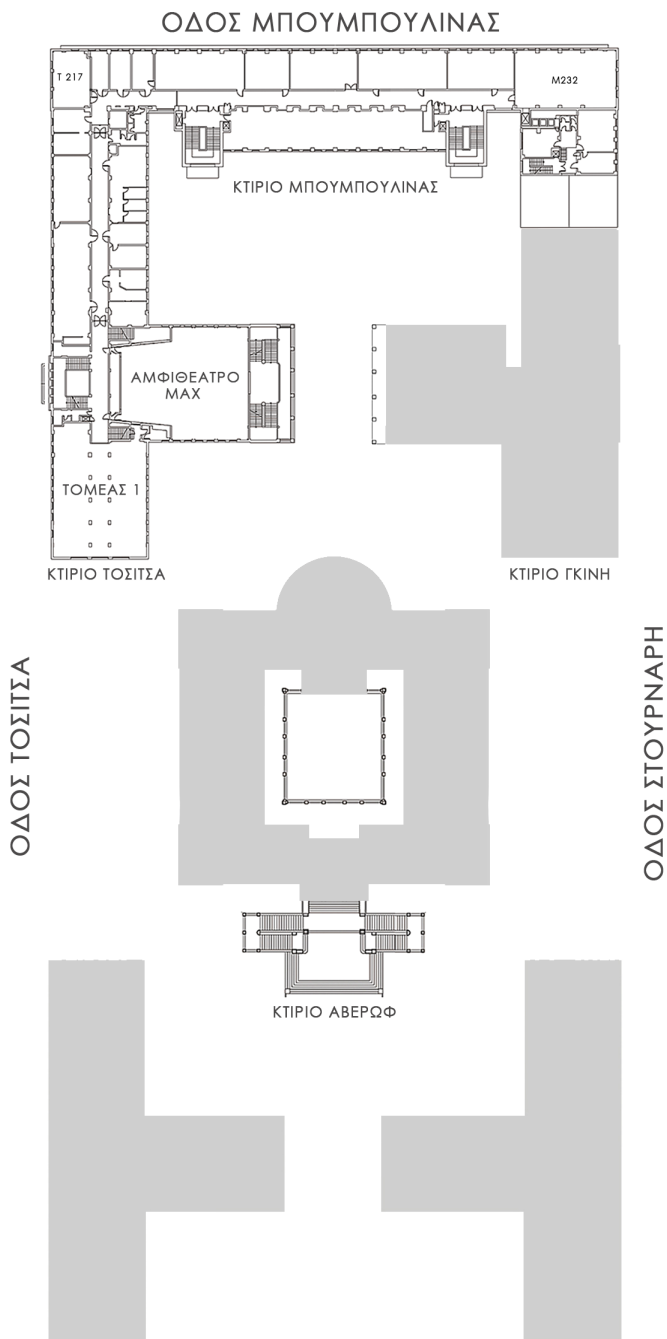 ΟΔΟΣ ΜΠΟΥΜΠΟΥΛΙΝΑΣ
Τ 217
Μ232
ΚΤΙΡΙΟ ΜΠΟΥΜΠΟΥΛΙΝΑΣ
ΑΜΦΙΘΕΑΤΡΟ
ΜΑΧ
ΤΟΜΕΑΣ 1
ΚΤΙΡΙΟ ΤΟΣΙΤΣΑ
ΚΤΙΡΙΟ ΓΚΙΝΗ
ΟΔΟΣ ΤΟΣΙΤΣΑ
ΟΔΟΣ ΣΤΟΥΡΝΑΡΗ
ΚΤΙΡΙΟ ΑΒΕΡΩΦ